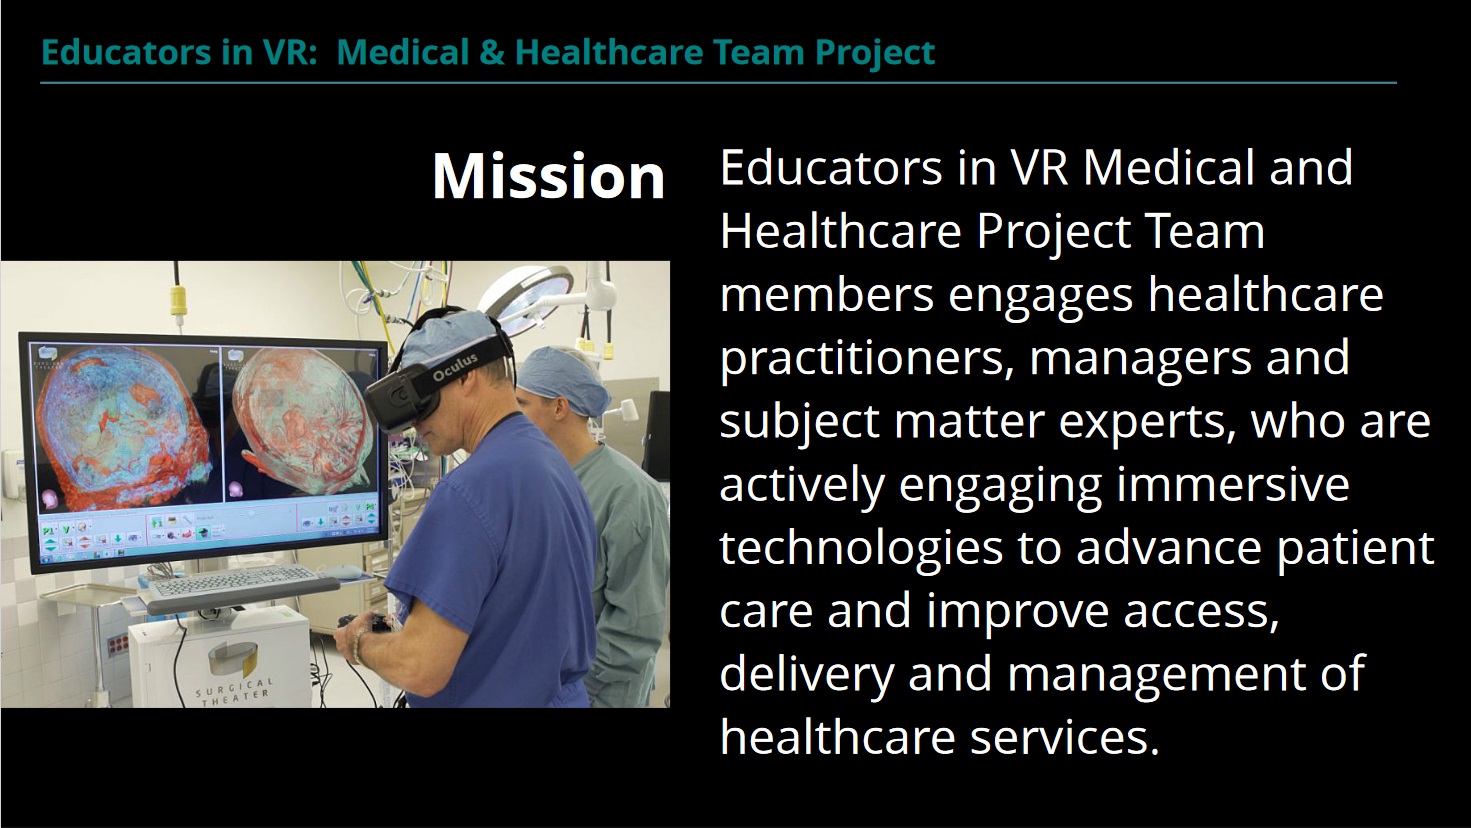 Educators in VR: Medical & Healthcare Team Project
Mission
Educators in VR Medical and
Healthcare Project Team
members engages healthcare
practitioners, managers and
subject matter experts, who are
actively engaging immersive
technologies to advance patient
care and improve access,
delivery and management of
healthcare services.
Oculus
SURGICAL
THEATER